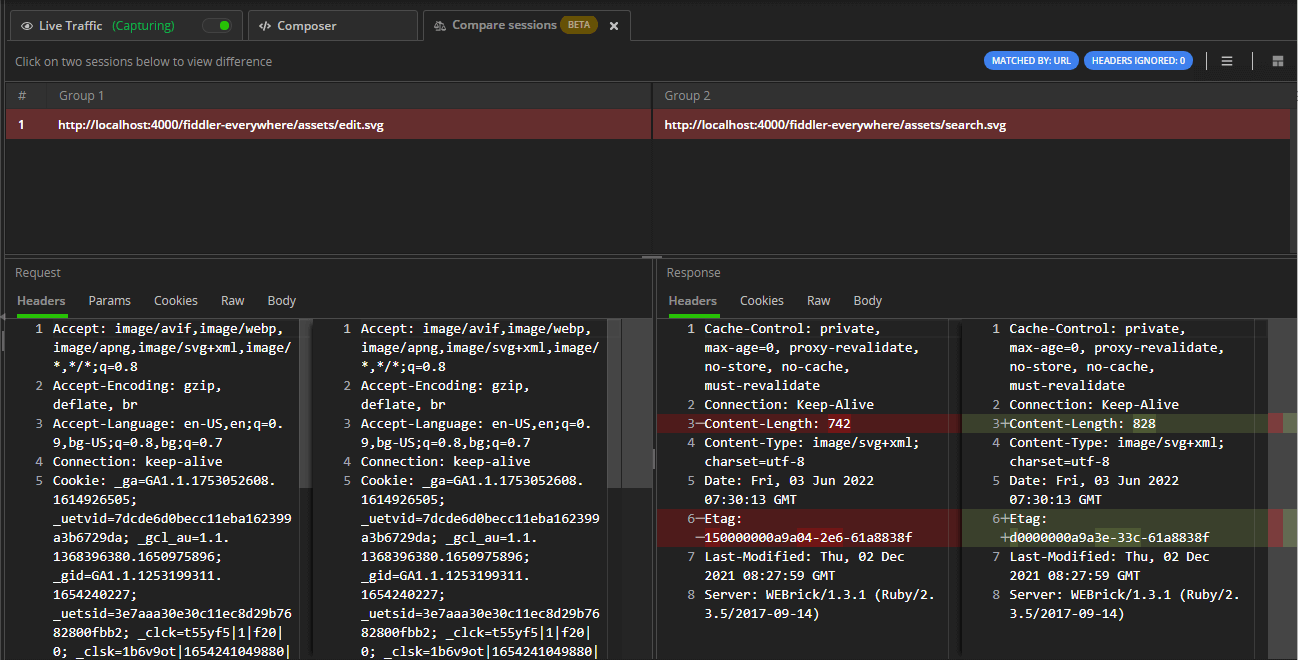 Live Traffic (Capturing)
Composer
Compare sessions BETA
Click on two sessions below to view difference
MATCHED BY: URL
HEADERS IGNORED: 0
# Group 1
Group 2
1 http://localhost:4000/fiddler-everywhere/assets/edit.svg
http://localhost:4000/fiddler-everywhere/assets/search.svg
Request
Headers Params Cookies Raw Body
1 Accept: image/avif,image/webp,
image/apng,image/svg+xml,image/
*,*/*;q=0.8
2 Accept-Encoding: gzip,
deflate, br
3 Accept-Language: en-US,en;q=0.
9,bg-US;q=0.8,bg;q=0.7
4 Connection: keep-alive
5 Cookie: _ga=GA1.1.1753052608.
1614926505;
_uetvid=7dcde6d0becc11eba162399
a3b6729da; _gcl_au=1.1.
1368396380.1650975896;
_gid=GA1.1.1253199311.
1654240227;
_uetsid=3e7aaa30e30c11ec8d29b76
82800fbb2; _clck=t55yf5|1|f20|
0; _clsk=1b6v9ot|1654241049880|
1 Accept: image/avif,image/webp,
image/apng,image/svg+xml,image/
*,*/*;q=0.8
2 Accept-Encoding: gzip,
deflate, br
3 Accept-Language: en-US,en;q=0.
9,bg-US;q=0.8,bg;q=0.7
4 Connection: keep-alive
5 Cookie: _ga=GA1.1.1753052608.
1614926505;
_uetvid=7dcde6d0becc11eba162399
a3b6729da; _gcl_au=1.1.
1368396380.1650975896;
_gid=GA1.1.1253199311.
1654240227;
_uetsid=3e7aaa30e30c11ec8d29b76
82800fbb2; _clck=t55yf5|1|f20|
0; _clsk=1b6v9ot|1654241049880|
Response
Headers Cookies Raw Body
1 Cache-Control: private,
max-age=0, proxy-revalidate,
no-store, no-cache,
must-revalidate
2 Connection: Keep-Alive
3—Content-Length: 742
4 Content-Type: image/svg+xml;
charset=utf-8
5 Date: Fri, 03 Jun 2022
07:30:13 GMT
6—Etag:
—150000000a9a04-2e6-61a8838f
7 Last-Modified: Thu, 02 Dec
2021 08:27:59 GMT
8 Server: WEBrick/1.3.1 (Ruby/2.
3.5/2017-09-14)
1 Cache-Control: private,
max-age=0, proxy-revalidate,
no-store, no-cache,
must-revalidate
2 Connection: Keep-Alive
3+Content-Length: 828
4 Content-Type: image/svg+xml;
charset=utf-8
5 Date: Fri, 03 Jun 2022
07:30:13 GMT
6+Etag:
+d0000000a9a3e-33c-61a8838f
7 Last-Modified: Thu, 02 Dec
2021 08:27:59 GMT
8 Server: WEBrick/1.3.1 (Ruby/2.
3.5/2017-09-14)